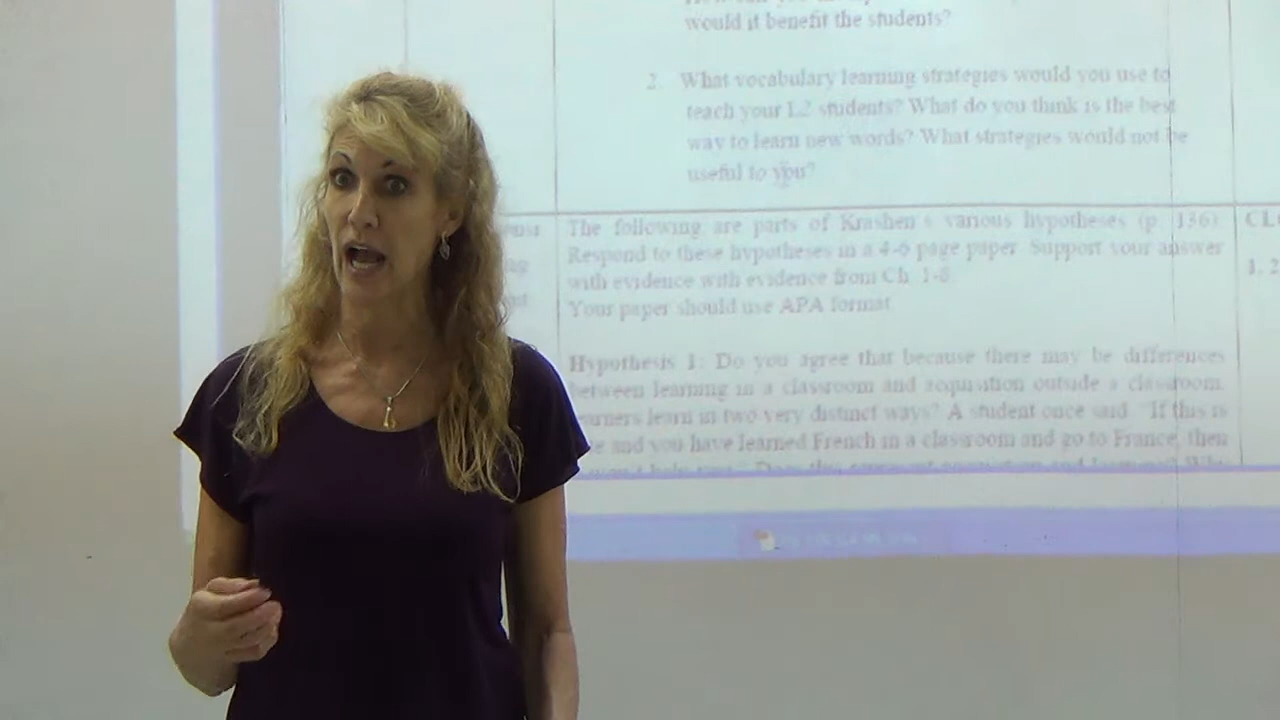 would it benefit the students?
2. What vocabulary learning strategies would you use to
teach your L2 students? What do you think is the best
way to learn new words? What strategies would not be
useful to you?
The following are parts of Krashen's various hypotheses (p. 136)
Respond to these hypotheses in a 4-6 page paper. Support your answer
with evidence with evidence from Ch. 1-6.
Your paper should use APA format
Hypothesis 1: Do you agree that because there may be differences
between learning in a classroom and acquisition outside a classroom,
learners learn in two very distinct ways? A student once said "If this is
and you have learned French in a classroom and go to France, then
CL
1, 2